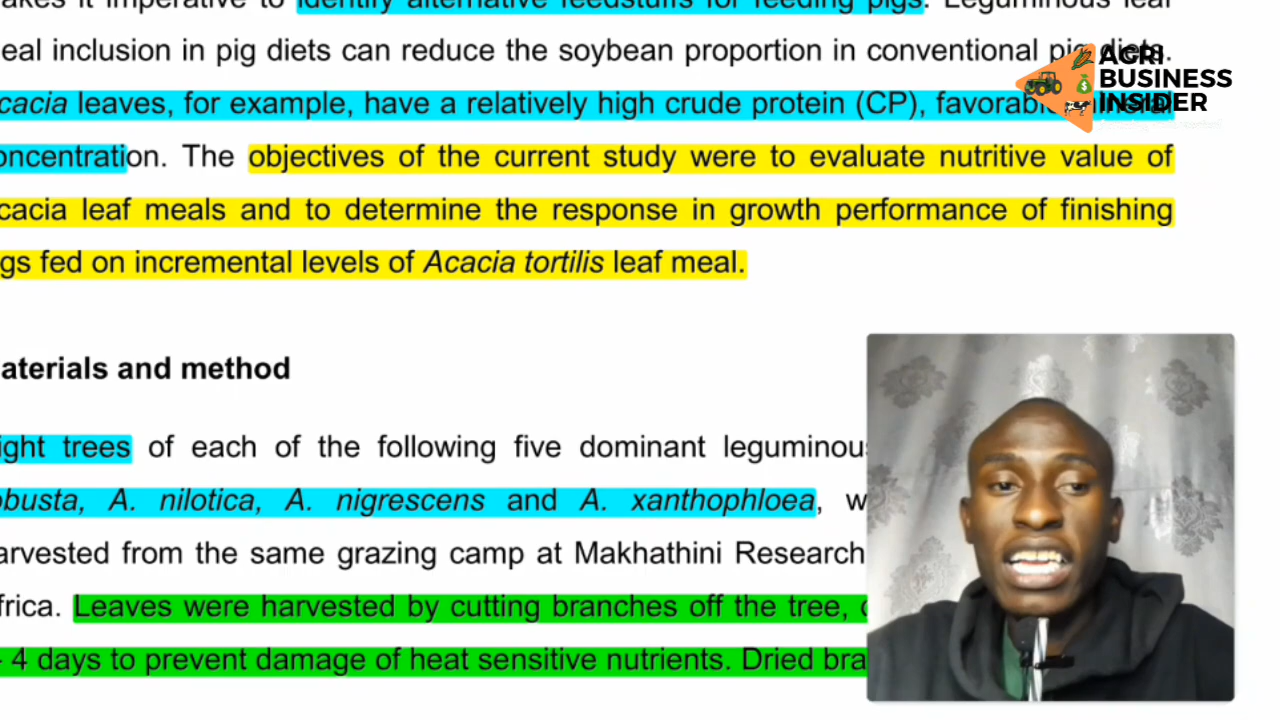 akes it imperative to identify alternative feedstuffs for feeding pigs. Leguminous leaf
eal inclusion in pig diets can reduce the soybean proportion in conventional pig diets.
cacia leaves, for example, have a relatively high crude protein (CP), favorable
oncentration. The objectives of the current study were to evaluate nutritive value of
cacia leaf meals and to determine the response in growth performance of finishing
gs fed on incremental levels of Acacia tortilis leaf meal.
AGRI
BUSINESS
INSIDER
aterials and method
ight trees of each of the following five dominant leguminous
obusta, A. nilotica, A. nigrescens and A. xanthophloea, w
arvested from the same grazing camp at Makhathini Research
frica. Leaves were harvested by cutting branches off the tree,
4 days to prevent damage of heat sensitive nutrients. Dried bra